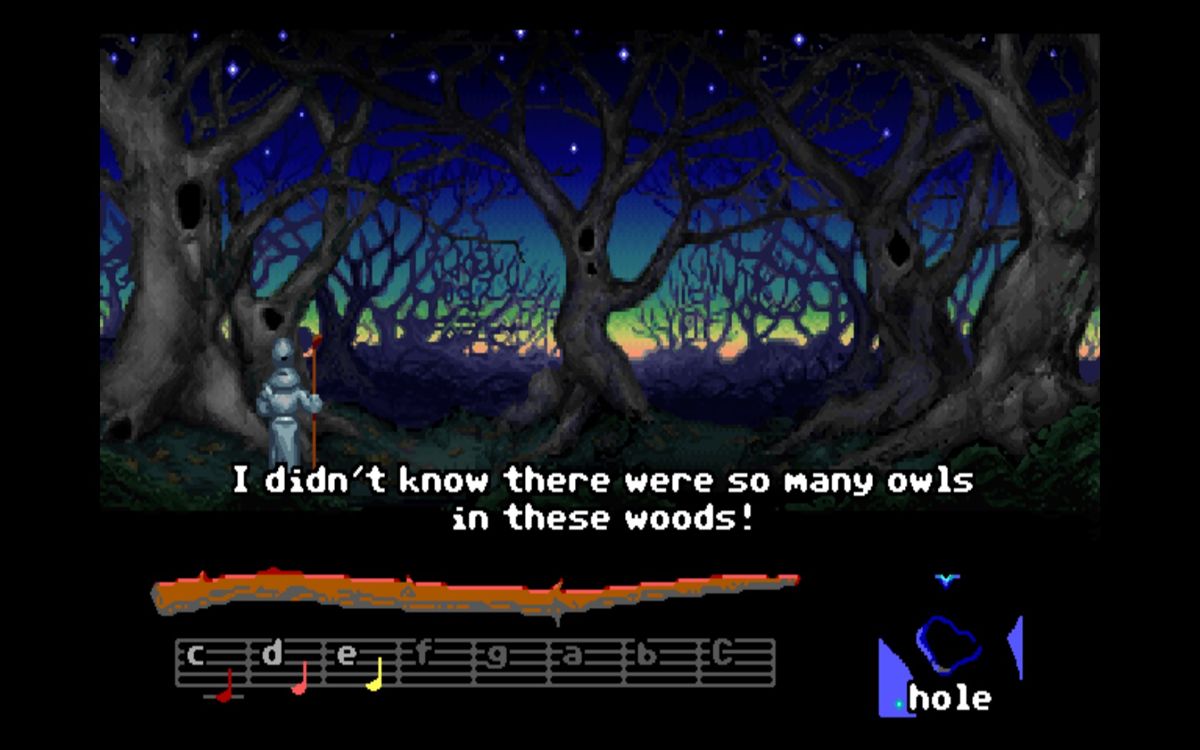 I didn't know there were so many owls
in these woods!
c d e f g a b C
hole